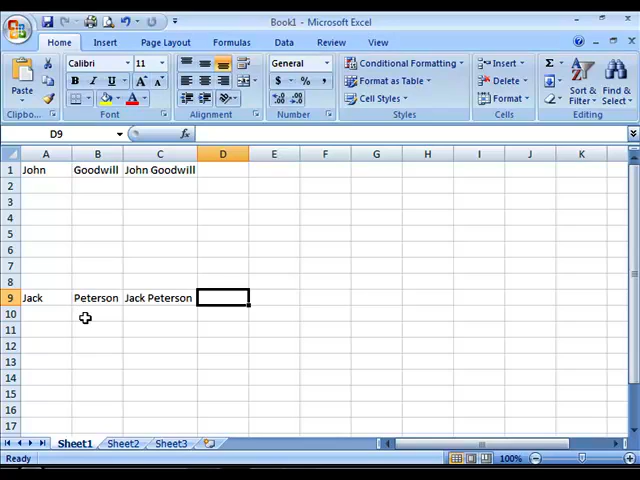 Book1 - Microsoft Excel
Home Insert Page Layout Formulas Data Review View
Calibri 11 General Conditional Formatting Insert Σ
Paste B I U A $ % , Format as Table Delete Sort & Filter Find & Select
Cell Styles Format
Clipboard Font Alignment Number Styles Cells Editing
D9 fx
A B C D E F G H I J K
1 John Goodwill John Goodwill
2
3
4
5
6
7
8
9 Jack Peterson Jack Peterson
10
11
12
13
14
15
16
17
Sheet1 Sheet2 Sheet3
Ready 100%